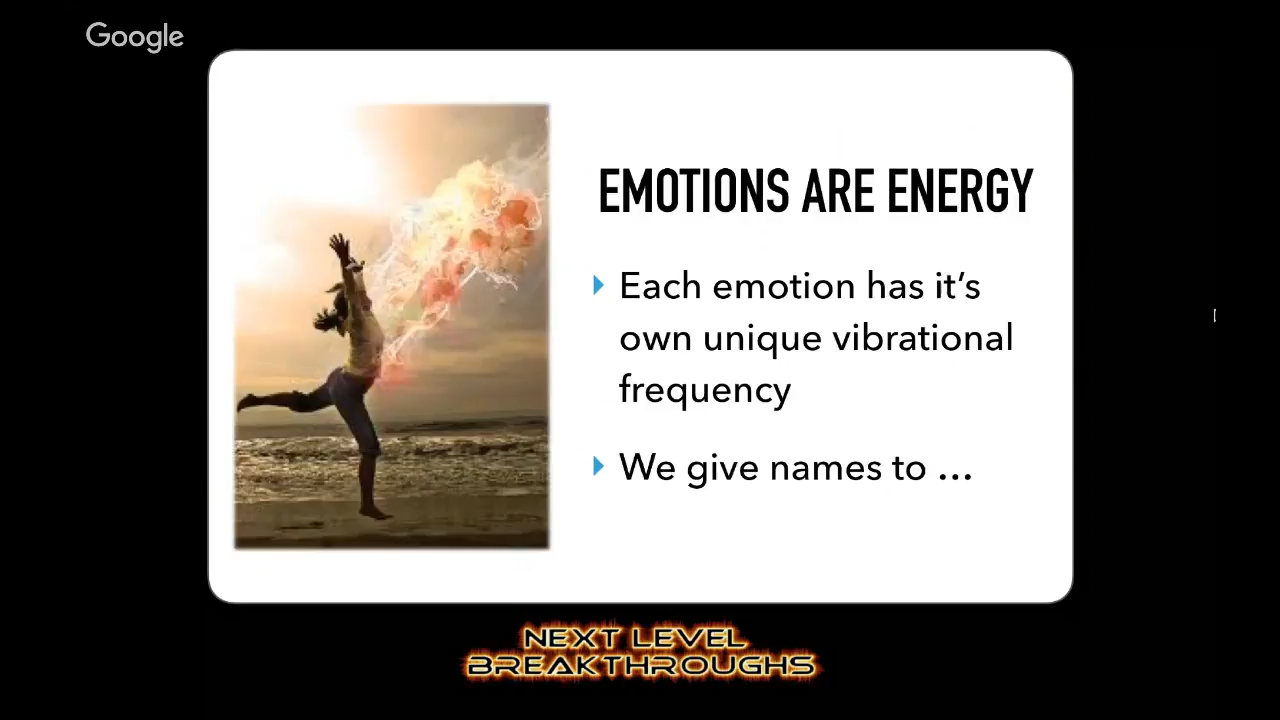 Google
EMOTIONS ARE ENERGY
Each emotion has it's
own unique vibrational
frequency
We give names to ...
NEXT LEVEL
BREAKTHROUGHS